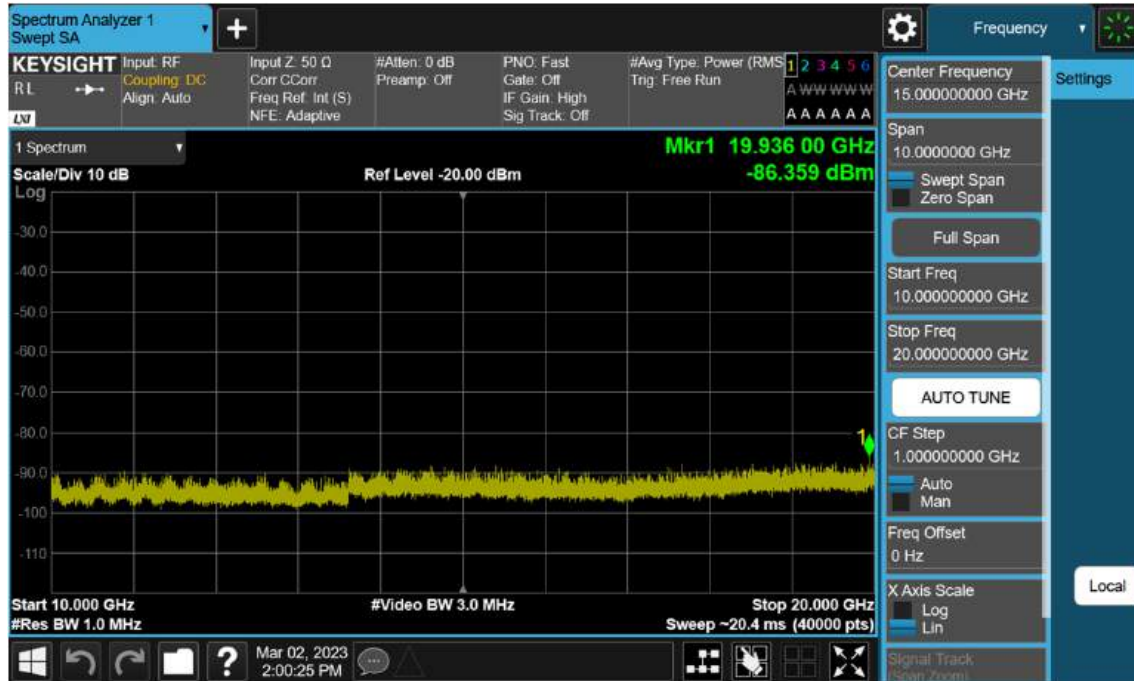 Spectrum Analyzer 1
Swept SA
Frequency
KEYSIGHT
R L
LXI
Input: RF
Coupling: DC
Align: Auto
Input Z: 50 Ω
Corr CCorr
Freq Ref: Int (S)
NFE: Adaptive
#Atten: 0 dB
Preamp: Off
PNO: Fast
Gate: Off
IF Gain: High
Sig Track: Off
#Avg Type: Power (RMS
Trig: Free Run
1 2 3 4 5 6
A W W W W W
A A A A A A
1 Spectrum
Scale/Div 10 dB
Ref Level -20.00 dBm
Mkr1 19.936 00 GHz
-86.359 dBm
Log
-30.0
-40.0
-50.0
-60.0
-70.0
-80.0
-90.0
-100
-110
1
Start 10.000 GHz
#Res BW 1.0 MHz
#Video BW 3.0 MHz
Stop 20.000 GHz
Sweep ~20.4 ms (40000 pts)
Center Frequency
15.000000000 GHz
Span
10.0000000 GHz
Swept Span
Zero Span
Full Span
Start Freq
10.000000000 GHz
Stop Freq
20.000000000 GHz
AUTO TUNE
CF Step
1.000000000 GHz
Auto
Man
Freq Offset
0 Hz
X Axis Scale
Log
Lin
Signal Track
(Span Zoom)
Settings
Local
?
Mar 02, 2023
2:00:25 PM